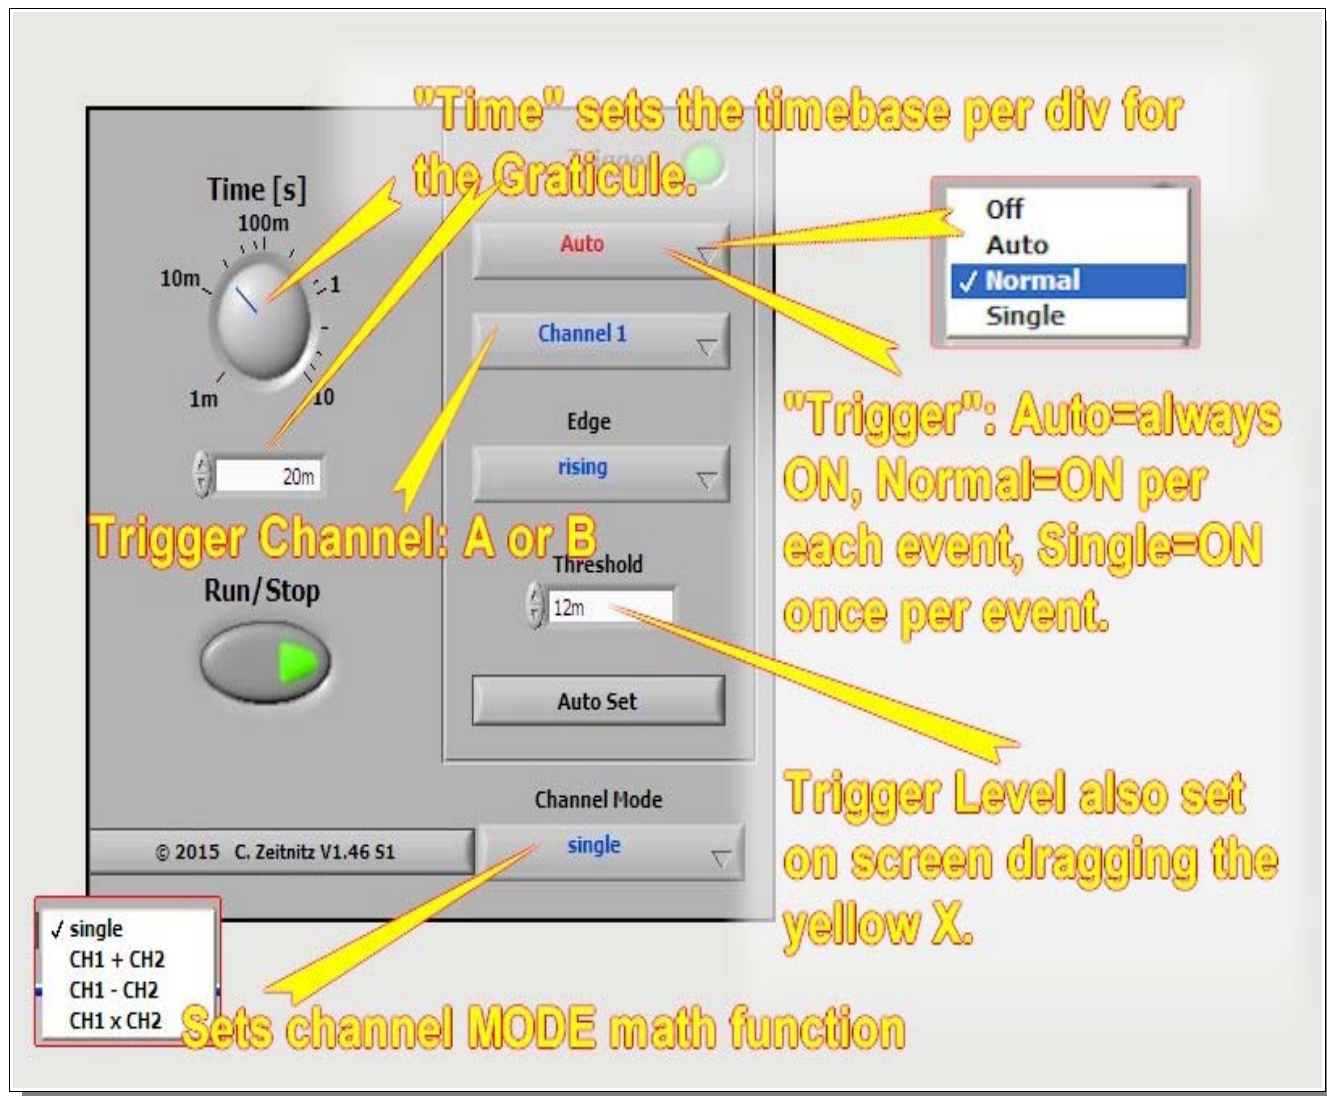 "Time" sets the timebase per div for
the Graticule.
Time [s]
100m
10m
1
1m
10
20m
Auto
Channel 1
Edge
rising
Off
Auto
✓ Normal
Single
"Trigger": Auto=always
ON, Normal=ON per
each event, Single=ON
once per event.
Trigger Channel: A or B
Threshold
12m
Run/Stop
Auto Set
Trigger Level also set
on screen dragging the
yellow X.
Channel Mode
single
© 2015 C. Zeitnitz V1.46 S1
✓ single
CH1 + CH2
CH1 - CH2
CH1 x CH2
Sets channel MODE math function